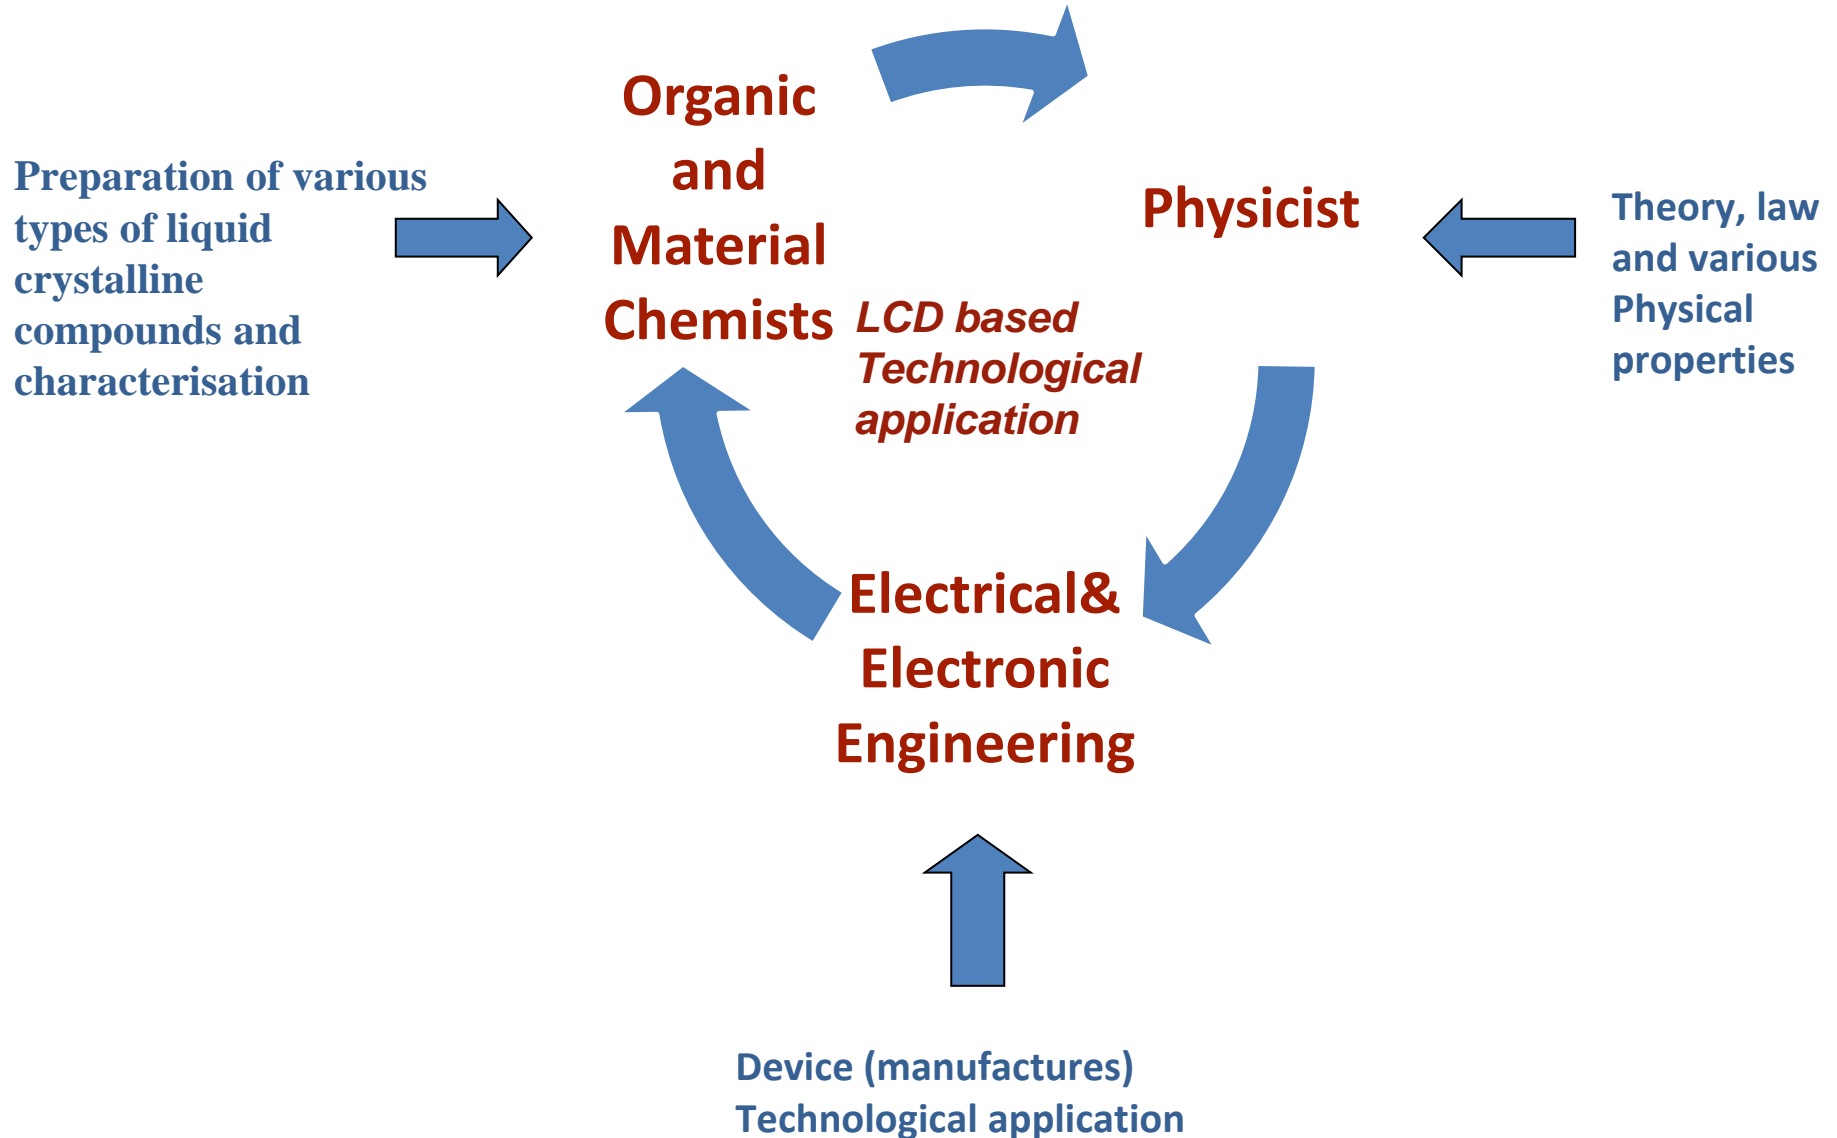 Organic
and
Material
Chemists
Preparation of various
types of liquid
crystalline
compounds and
characterisation
Physicist
Theory, law
and various
Physical
properties
LCD based
Technological
application
Electrical&
Electronic
Engineering
Device (manufactures)
Technological application